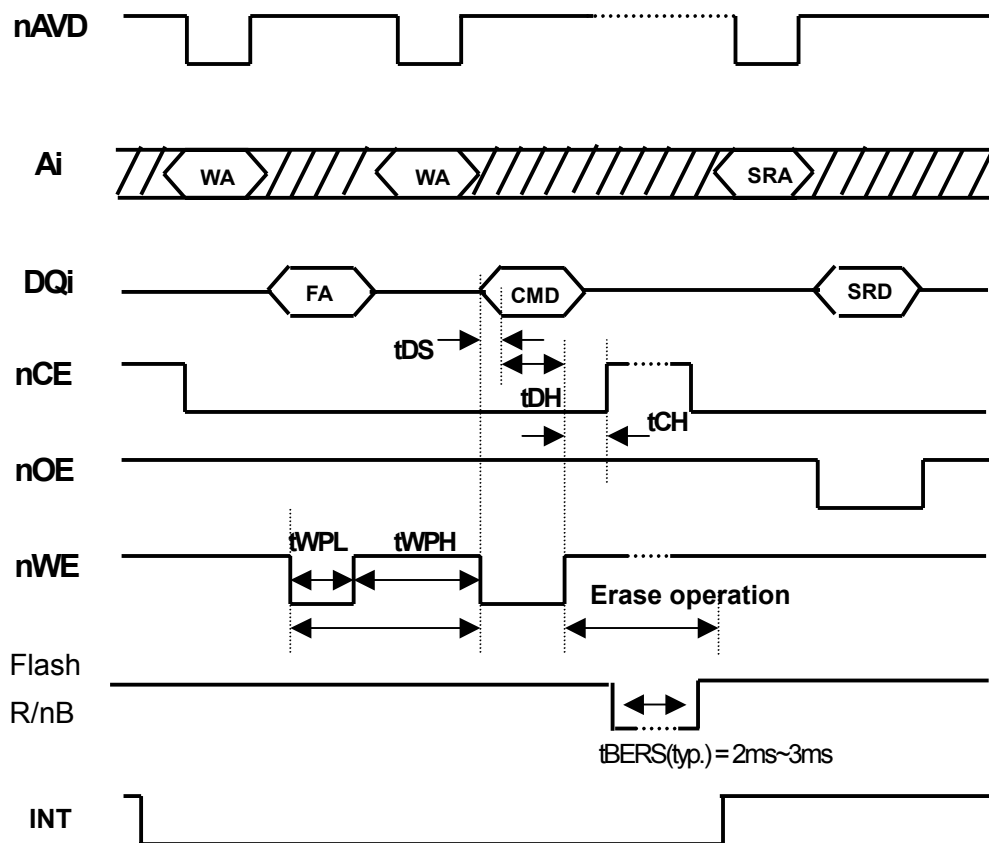 nAVD
Ai
WA
WA
SRA
DQi
FA
CMD
SRD
tDS
nCE
tDH
tCH
nOE
tWPL
tWPH
nWE
Erase operation
Flash
R/nB
tBERS(typ.) = 2ms~3ms
INT